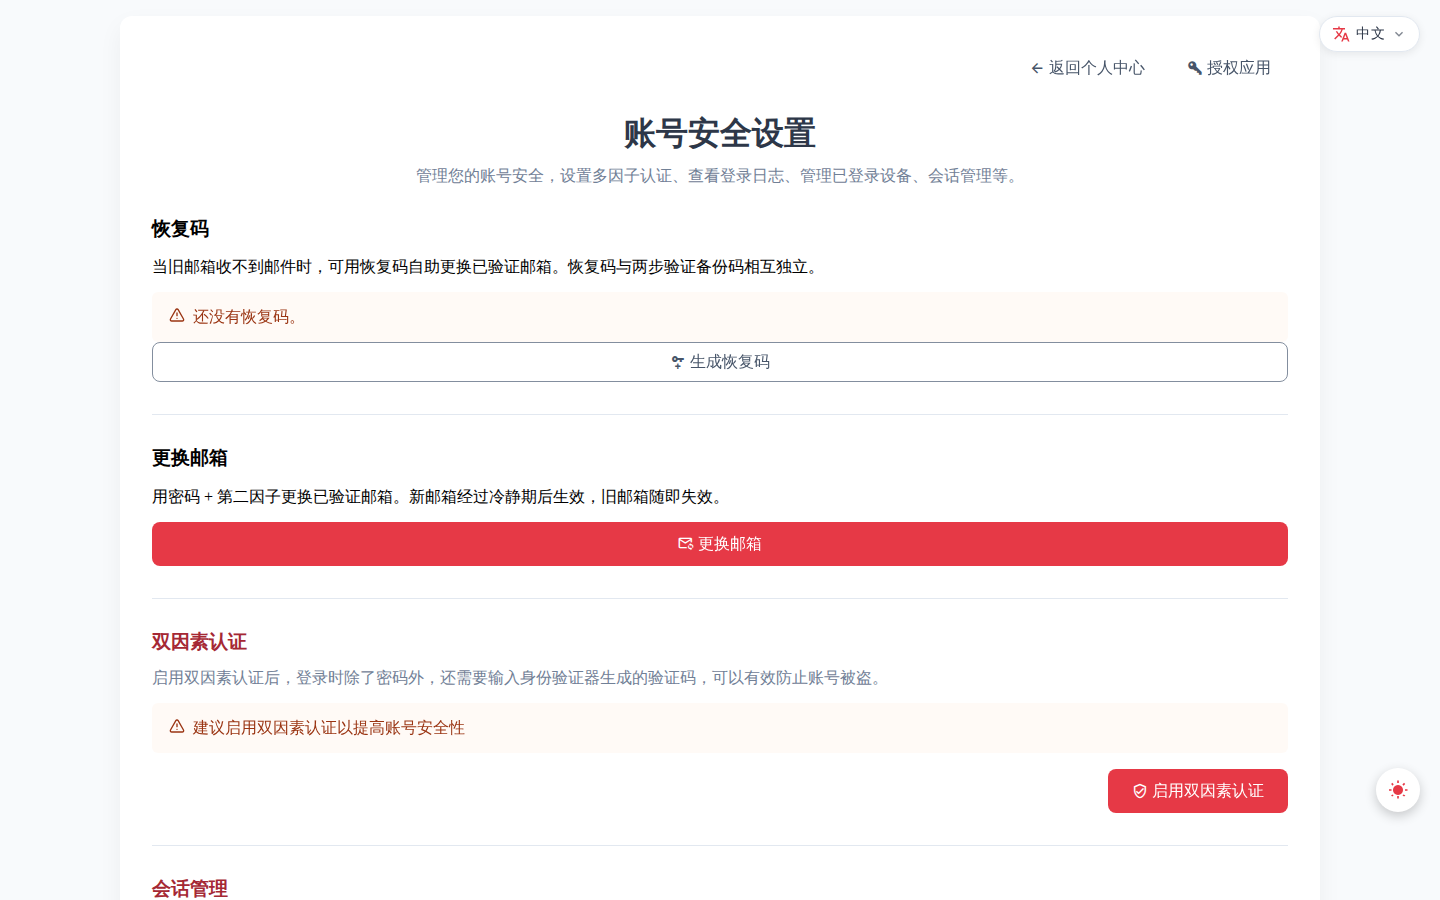 中文
返回个人中心
授权应用
账号安全设置
管理您的账号安全，设置多因子认证、查看登录日志、管理已登录设备、会话管理等。
恢复码
当旧邮箱收不到邮件时，可用恢复码自助更换已验证邮箱。恢复码与两步验证备份码相互独立。
还没有恢复码。
生成恢复码
更换邮箱
用密码 + 第二因子更换已验证邮箱。新邮箱经过冷静期后生效，旧邮箱随即失效。
更换邮箱
双因素认证
启用双因素认证后，登录时除了密码外，还需要输入身份验证器生成的验证码，可以有效防止账号被盗。
建议启用双因素认证以提高账号安全性
启用双因素认证
会话管理